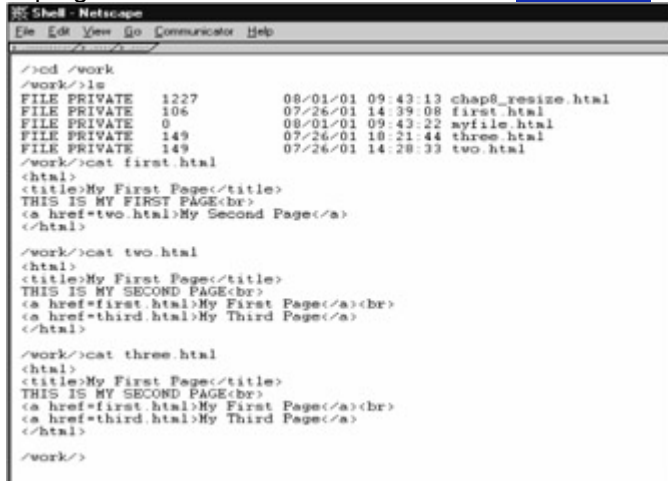 Shell - Netscape
File Edit View Go Communicator Help
/>cd /work
/work/>ls
FILE PRIVATE 1227 08/01/01 09:43:13 chap8_resize.html
FILE PRIVATE 106 07/26/01 14:39:08 first.html
FILE PRIVATE 0 08/01/01 09:43:22 myfile.html
FILE PRIVATE 149 07/26/01 18:21:44 three.html
FILE PRIVATE 149 07/26/01 14:28:33 two.html
/work/>cat first.html
<html>
<title>My First Page</title>
THIS IS MY FIRST PAGE<br>
<a href=two.html>My Second Page</a>
</html>
/work/>cat two.html
<html>
<title>My First Page</title>
THIS IS MY SECOND PAGE<br>
<a href=first.html>My First Page</a><br>
<a href=third.html>My Third Page</a>
</html>
/work/>cat three.html
<html>
<title>My First Page</title>
THIS IS MY SECOND PAGE<br>
<a href=first.html>My First Page</a><br>
<a href=third.html>My Third Page</a>
</html>
/work/>